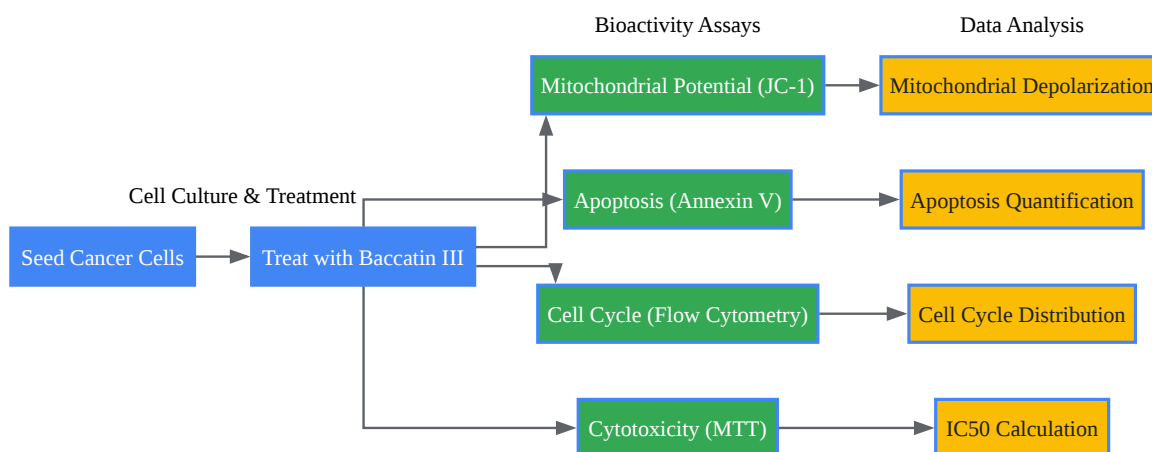 Bioactivity Assays
Data Analysis
Mitochondrial Potential (JC-1)
Mitochondrial Depolarization
Cell Culture & Treatment
Apoptosis (Annexin V)
Apoptosis Quantification
Seed Cancer Cells
Treat with Baccatin III
Cell Cycle (Flow Cytometry)
Cell Cycle Distribution
Cytotoxicity (MTT)
IC50 Calculation